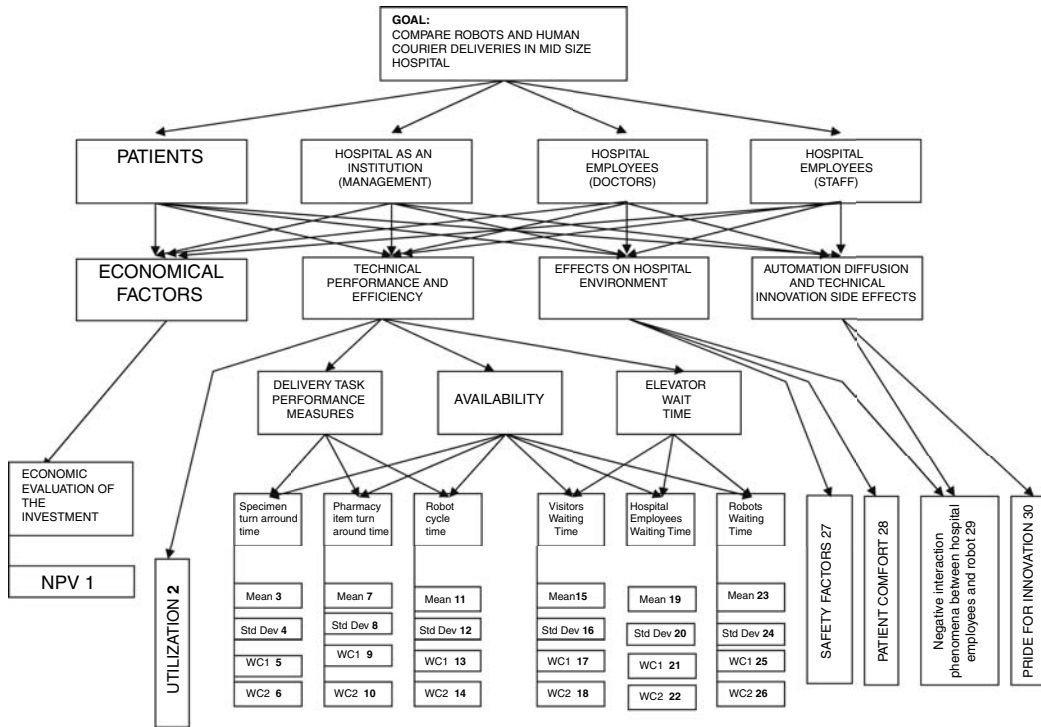 GOAL:
COMPARE ROBOTS AND HUMAN
COURIER DELIVERIES IN MID SIZE
HOSPITAL
PATIENTS
HOSPITAL AS AN
INSTITUTION
(MANAGEMENT)
HOSPITAL
EMPLOYEES
(DOCTORS)
HOSPITAL
EMPLOYEES
(STAFF)
ECONOMICAL
FACTORS
TECHNICAL
PERFORMANCE AND
EFFICIENCY
EFFECTS ON HOSPITAL
ENVIRONMENT
AUTOMATION DIFFUSION
AND TECHNICAL
INNOVATION SIDE EFFECTS
DELIVERY TASK
PERFORMANCE
MEASURES
AVAILABILITY
ELEVATOR
WAIT
TIME
ECONOMIC
EVALUATION OF
THE
INVESTMENT
NPV 1
UTILIZATION 2
Specimen
turn arround
time
Mean 3
Std Dev 4
WC1 5
WC2 6
Pharmacy
item turn
around time
Mean 7
Std Dev 8
WC1 9
WC2 10
Robot
cycle
time
Mean 11
Std Dev 12
WC1 13
WC2 14
Visitors
Waiting
Time
Mean15
Std Dev 16
WC1 17
WC2 18
Hospital
Employees
Waiting Time
Mean 19
Std Dev 20
WC1 21
WC2 22
Robots
Waiting
Time
Mean 23
Std Dev 24
WC1 25
WC2 26
SAFETY FACTORS 27
PATIENT COMFORT 28
Negative interaction
phenomena between hospital
employees and robot 29
PRIDE FOR INNOVATION 30